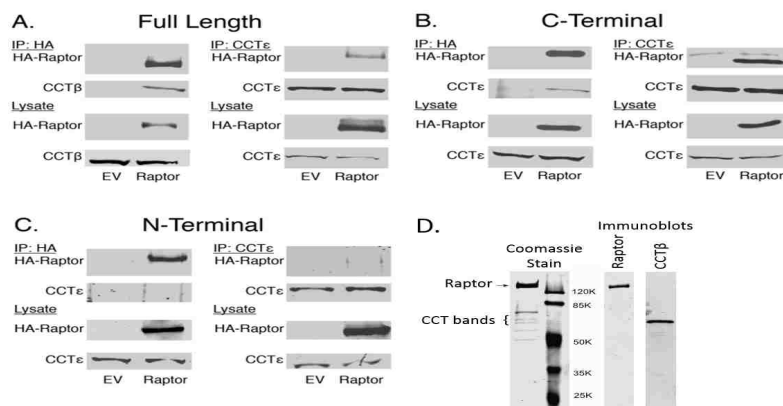 A.
Full Length
IP: HA
HA-Raptor
CCTβ
Lysate
HA-Raptor
CCTβ
EV Raptor
IP: CCTε
HA-Raptor
CCTε
Lysate
HA-Raptor
CCTε
EV Raptor
B.
C-Terminal
IP: HA
HA-Raptor
CCTε
Lysate
HA-Raptor
CCTε
EV Raptor
IP: CCTε
HA-Raptor
CCTε
Lysate
HA-Raptor
CCTε
EV Raptor
C.
N-Terminal
IP: HA
HA-Raptor
CCTε
Lysate
HA-Raptor
CCTε
EV Raptor
IP: CCTε
HA-Raptor
CCTε
Lysate
HA-Raptor
CCTε
EV Raptor
D.
Immunoblots
Coomassie
Stain
Raptor
CCTβ
Raptor
CCT bands
120K
85K
50K
35K
25K